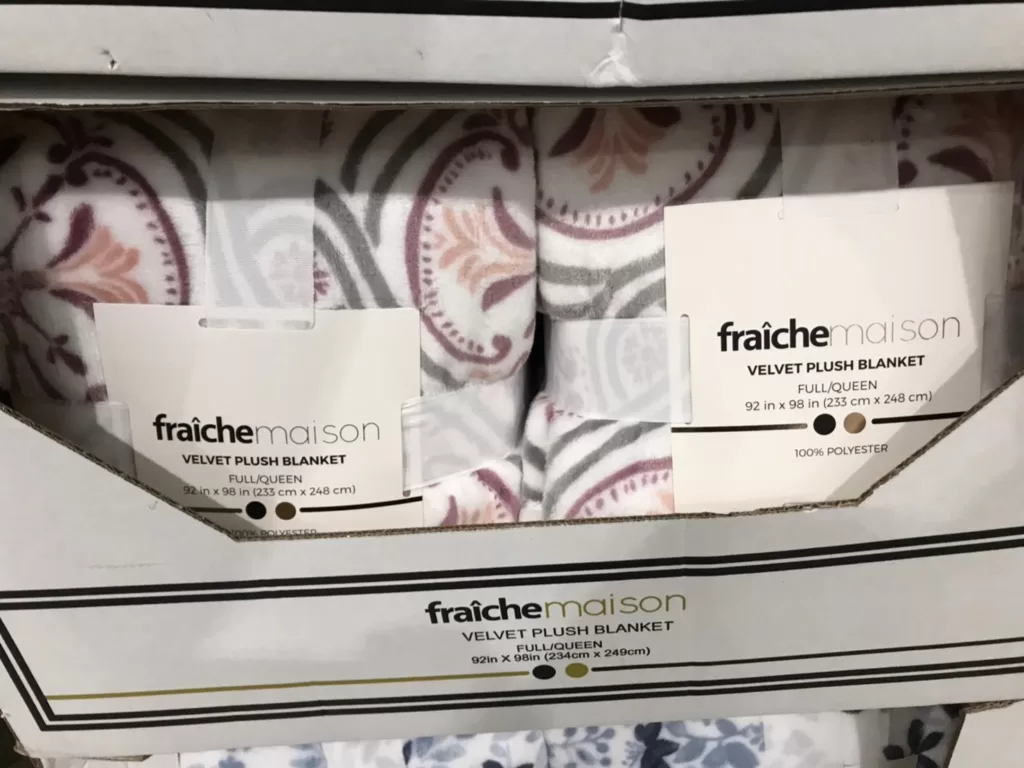 fraîchemaison
VELVET PLUSH BLANKET
FULL/QUEEN
92 in x 98 in (233 cm x 248 cm)
100% POLYESTER
fraîchemaison
VELVET PLUSH BLANKET
FULL/QUEEN
92 in x 98 in (233 cm x 248 cm)
100% POLYESTER
fraîchemaison
VELVET PLUSH BLANKET
FULL/QUEEN
92in X 98in (234cm x 249cm)